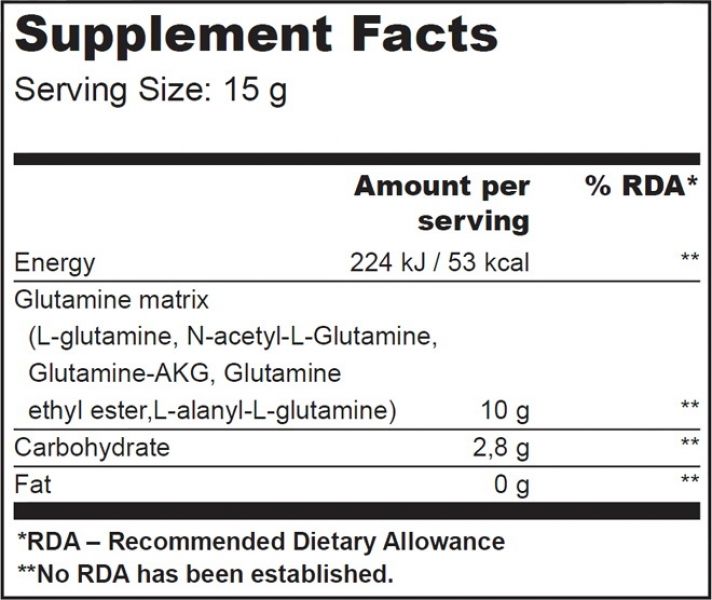 Supplement Facts
Serving Size: 15 g
Amount per % RDA*
serving
Energy 224 kJ / 53 kcal **
Glutamine matrix
(L-glutamine, N-acetyl-L-Glutamine,
Glutamine-AKG, Glutamine
ethyl ester,L-alanyl-L-glutamine) 10 g **
Carbohydrate 2,8 g **
Fat 0 g **
*RDA – Recommended Dietary Allowance
**No RDA has been established.